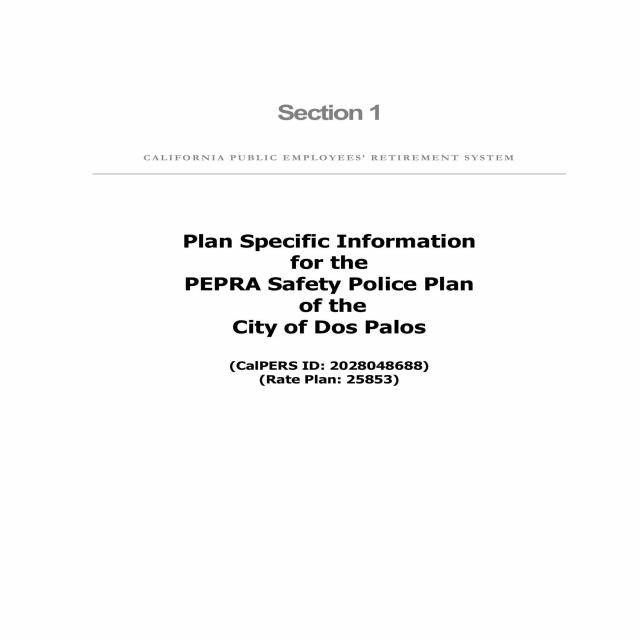 Section 1
CALIFORNIA PUBLIC EMPLOYEES' RETIREMENT SYSTEM
Plan Specific Information
for the
PEPRA Safety Police Plan
of the
City of Dos Palos
(CalPERS ID: 2028048688)
(Rate Plan: 25853)